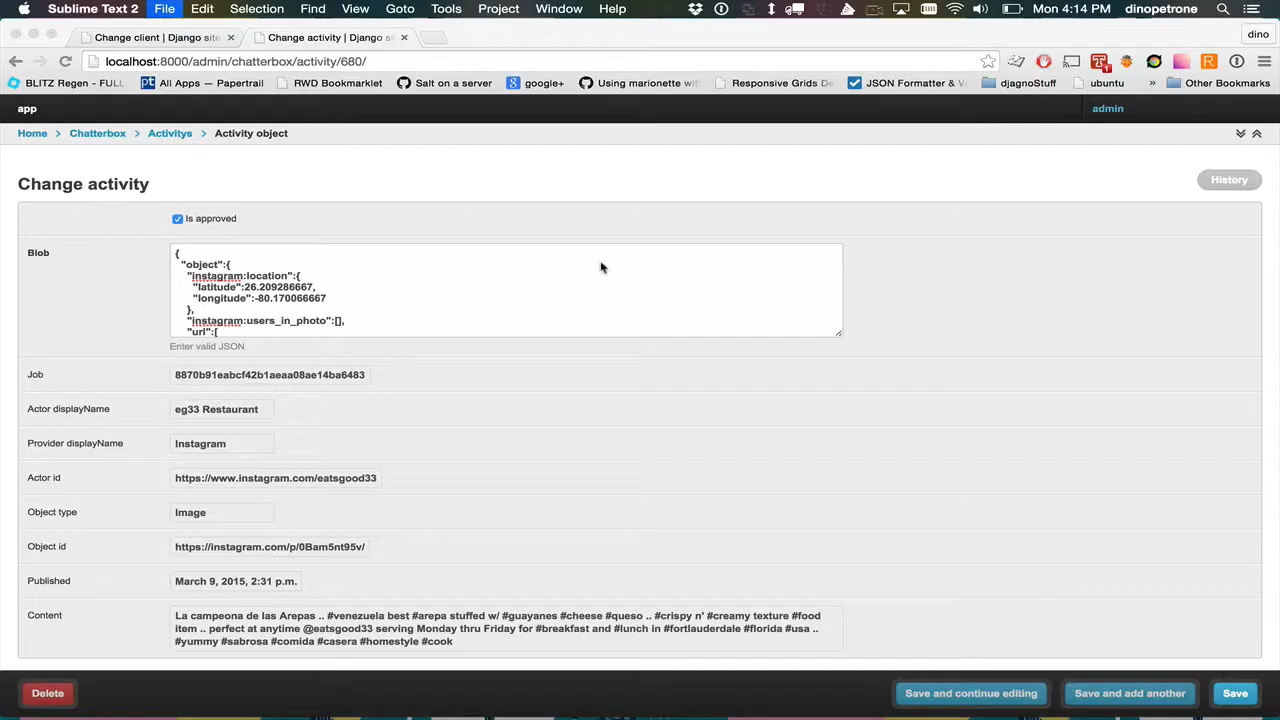 Sublime Text 2 File Edit Selection Find View Goto Tools Project Window Help Mon 4:14 PM dinopetrone
Change client | Django site Change activity | Django si dino
localhost:8000/admin/chatterbox/activity/680/
BLITZ Regen - FULL All Apps — Papertrail RWD Bookmarklet Salt on a server google+ Using marionette with Responsive Grids De JSON Formatter & V djagnoStuff ubuntu » Other Bookmarks
app admin
Home > Chatterbox > Activitys > Activity object
Change activity History
Is approved
Blob {
"object":{
"instagram:location":{
"latitude":26.209286667,
"longitude":-80.170066667
},
"instagram:users_in_photo":[],
"url":[
Enter valid JSON
Job 8870b91eabcf42b1aeaa08ae14ba6483
Actor displayName eg33 Restaurant
Provider displayName Instagram
Actor id https://www.instagram.com/eatsgood33
Object type Image
Object id https://instagram.com/p/0Bam5nt95v/
Published March 9, 2015, 2:31 p.m.
Content La campeona de las Arepas .. #venezuela best #arepa stuffed w/ #guayanes #cheese #queso .. #crispy n' #creamy texture #food
item .. perfect at anytime @eatsgood33 serving Monday thru Friday for #breakfast and #lunch in #fortlauderdale #florida #usa ..
#yummy #sabrosa #comida #casera #homestyle #cook
Delete Save and continue editing Save and add another Save